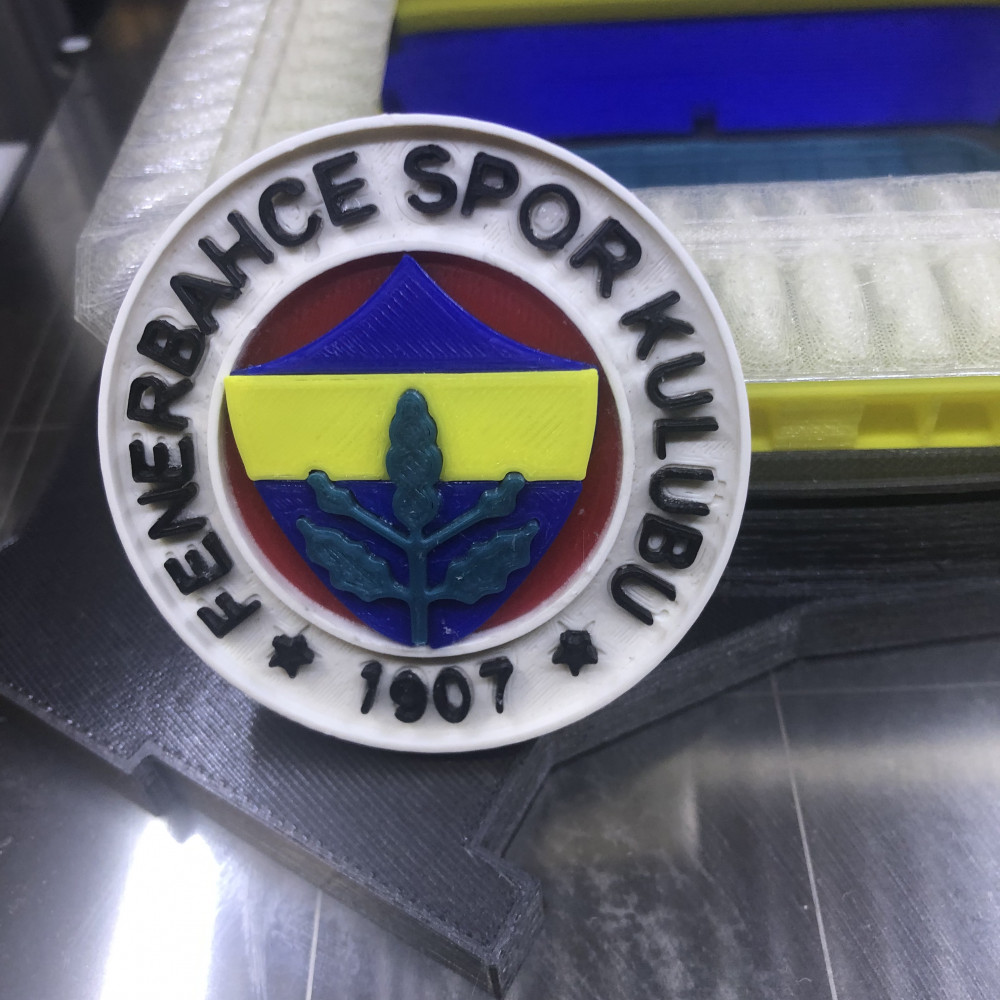 FENERBAHCE SPOR KULUBU
1907